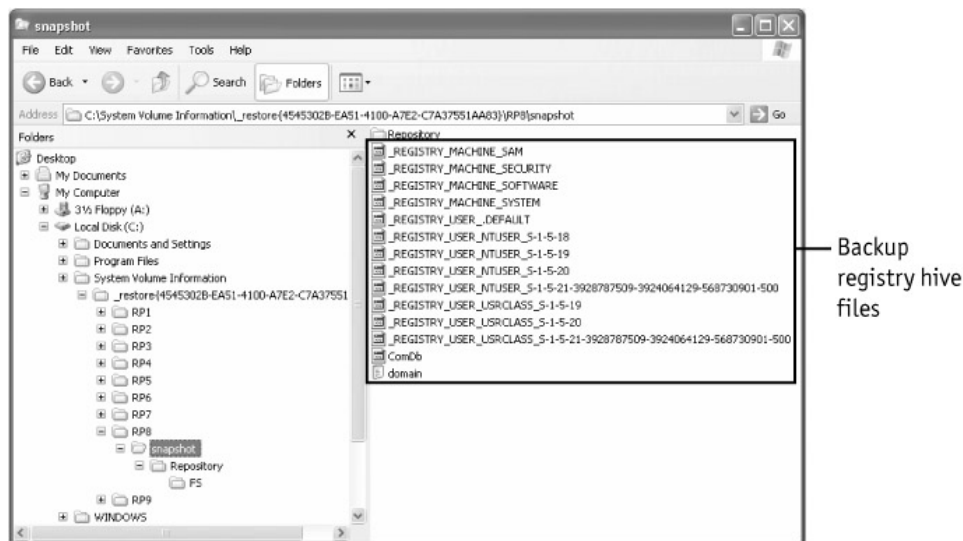 snapshot
File Edit View Favorites Tools Help
Back Search Folders
Address C:\System Volume Information\_restore{4545302B-EA51-4100-A7E2-C7A37551AA83}\RP8\snapshot Go
Folders
Desktop
My Documents
My Computer
3½ Floppy (A:)
Local Disk (C:)
Documents and Settings
Program Files
System Volume Information
_restore{4545302B-EA51-4100-A7E2-C7A37551
RP1
RP2
RP3
RP4
RP5
RP6
RP7
RP8
snapshot
Repository
FS
RP9
WINDOWS
Repository
_REGISTRY_MACHINE_SAM
_REGISTRY_MACHINE_SECURITY
_REGISTRY_MACHINE_SOFTWARE
_REGISTRY_MACHINE_SYSTEM
_REGISTRY_USER_.DEFAULT
_REGISTRY_USER_NTUSER_S-1-5-18
_REGISTRY_USER_NTUSER_S-1-5-19
_REGISTRY_USER_NTUSER_S-1-5-20
_REGISTRY_USER_NTUSER_S-1-5-21-3928787509-3924064129-568730901-500
_REGISTRY_USER_USRCLASS_S-1-5-19
_REGISTRY_USER_USRCLASS_S-1-5-20
_REGISTRY_USER_USRCLASS_S-1-5-21-3928787509-3924064129-568730901-500
ComDb
domain
Backup
registry hive
files